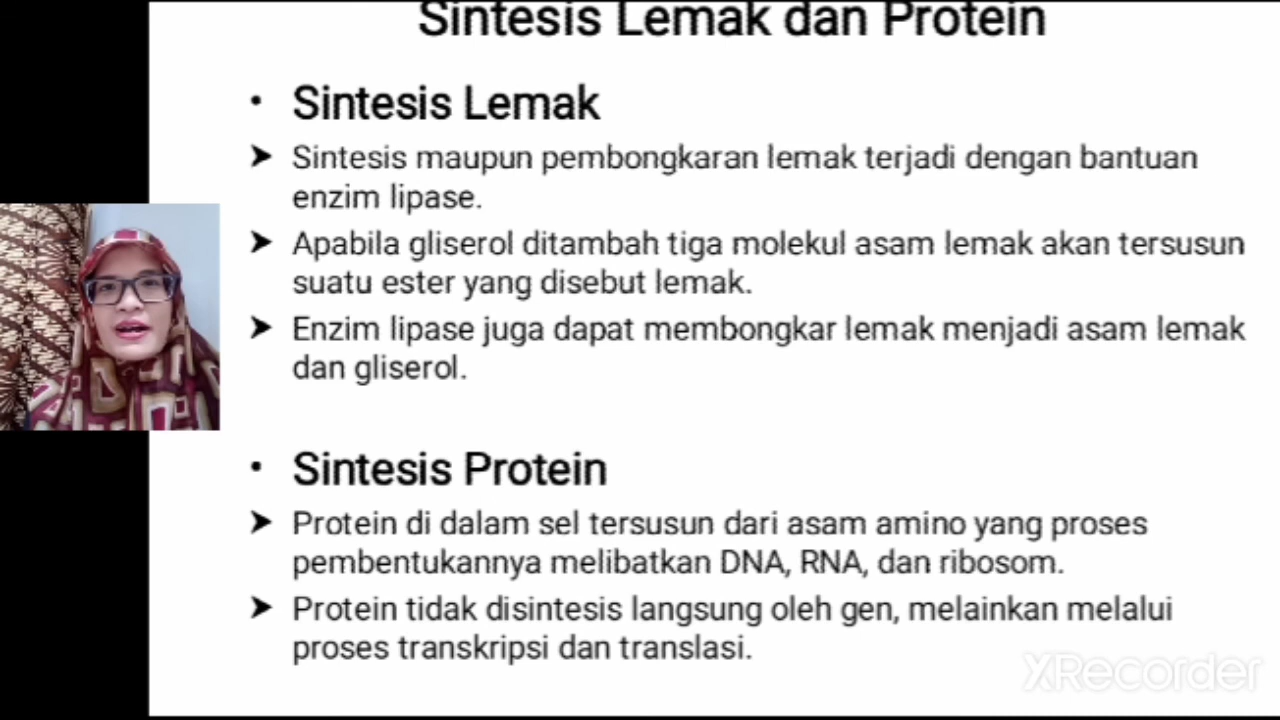 Sintesis Lemak dan Protein
• Sintesis Lemak
➤ Sintesis maupun pembongkaran lemak terjadi dengan bantuan
enzim lipase.
➤ Apabila gliserol ditambah tiga molekul asam lemak akan tersusun
suatu ester yang disebut lemak.
➤ Enzim lipase juga dapat membongkar lemak menjadi asam lemak
dan gliserol.
• Sintesis Protein
➤ Protein di dalam sel tersusun dari asam amino yang proses
pembentukannya melibatkan DNA, RNA, dan ribosom.
➤ Protein tidak disintesis langsung oleh gen, melainkan melalui
proses transkripsi dan translasi.
XRecorder